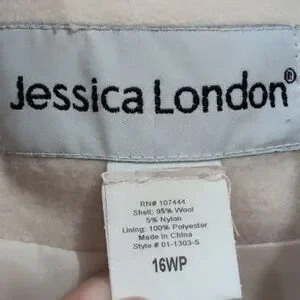 Jessica London®
RN# 107444
Shell: 95% Wool
5% Nylon
Lining: 100% Polyester
Made in China
Style # 01-1303-5
16WP